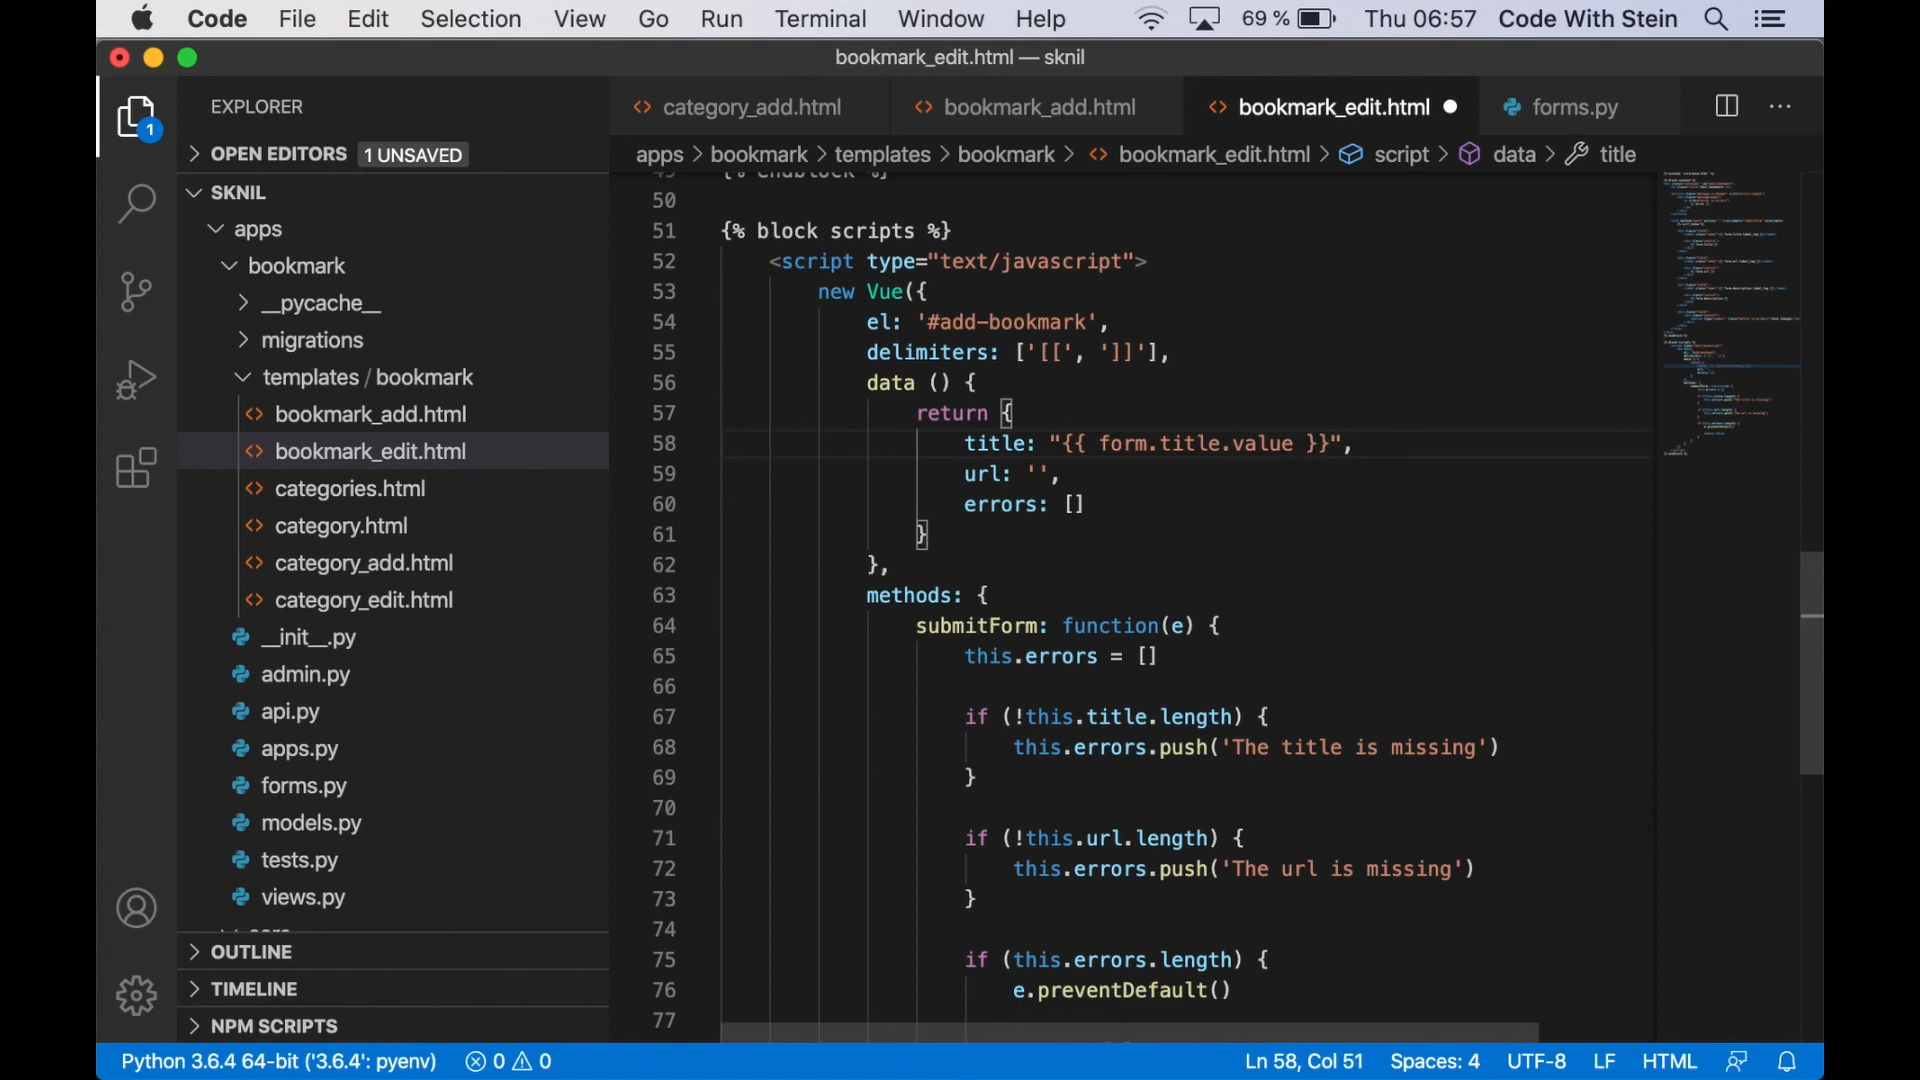 Code File Edit Selection View Go Run Terminal Window Help 69 % Thu 06:57 Code With Stein
bookmark_edit.html — sknil
EXPLORER
1
OPEN EDITORS 1 UNSAVED
SKNIL
apps
bookmark
__pycache__
migrations
templates / bookmark
bookmark_add.html
bookmark_edit.html
categories.html
category.html
category_add.html
category_edit.html
__init__.py
admin.py
api.py
apps.py
forms.py
models.py
tests.py
views.py
OUTLINE
TIMELINE
NPM SCRIPTS
category_add.html bookmark_add.html bookmark_edit.html forms.py
apps > bookmark > templates > bookmark > bookmark_edit.html > script > data > title
49 {% endblock %}
50
51 {% block scripts %}
52 <script type="text/javascript">
53 new Vue({
54 el: '#add-bookmark',
55 delimiters: ['[[', ']]'],
56 data () {
57 return {
58 title: "{{ form.title.value }}",
59 url: '',
60 errors: []
61 }
62 },
63 methods: {
64 submitForm: function(e) {
65 this.errors = []
66
67 if (!this.title.length) {
68 this.errors.push('The title is missing')
69 }
70
71 if (!this.url.length) {
72 this.errors.push('The url is missing')
73 }
74
75 if (this.errors.length) {
76 e.preventDefault()
77
Python 3.6.4 64-bit ('3.6.4': pyenv) 0 0 Ln 58, Col 51 Spaces: 4 UTF-8 LF HTML